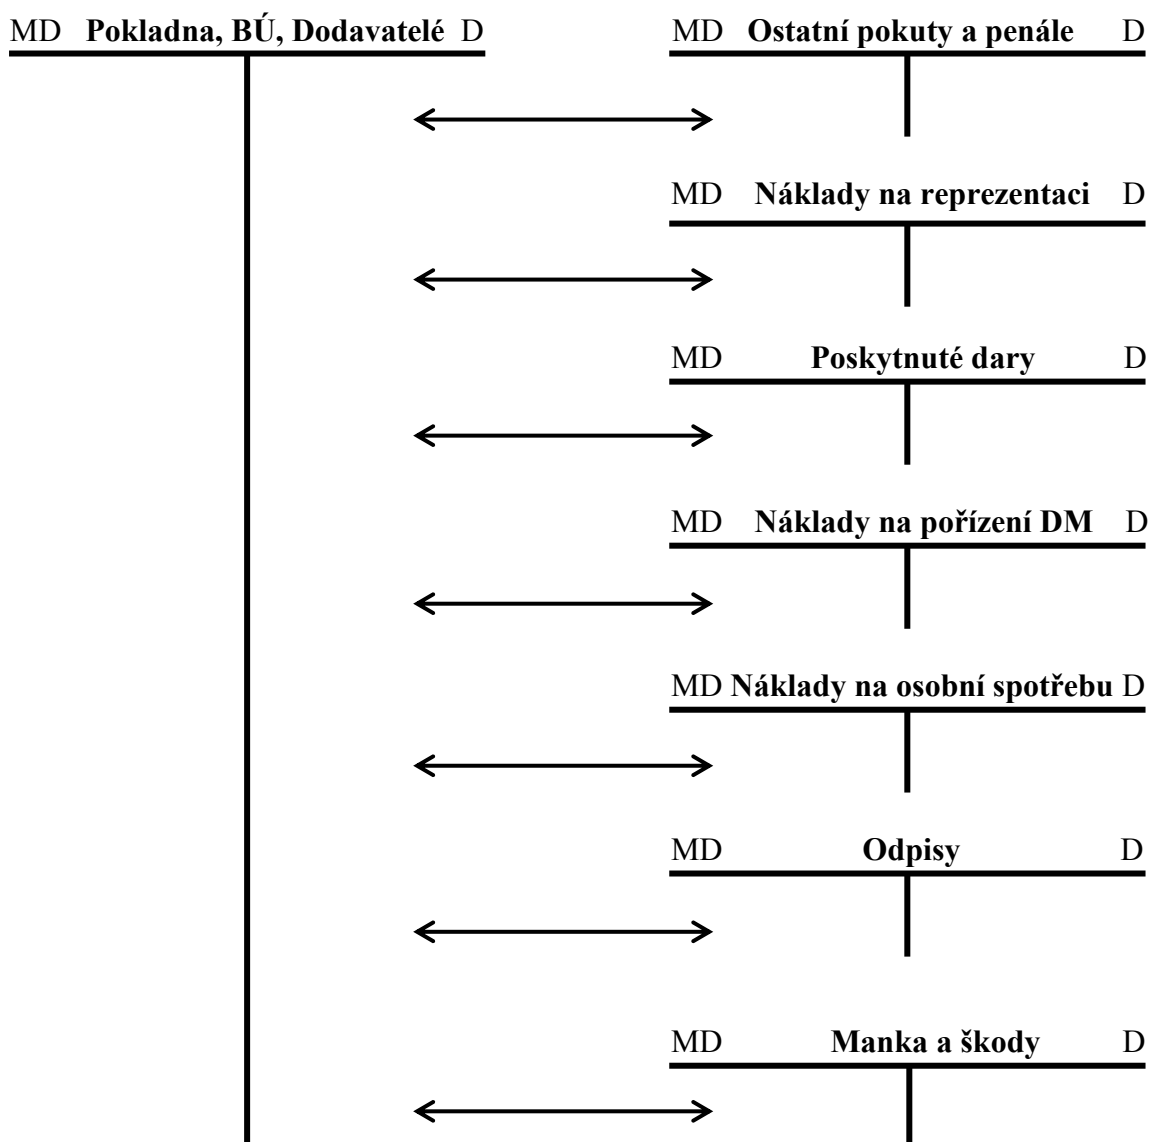 MD Pokladna, BÚ, Dodavatelé D
MD Ostatní pokuty a penále D
MD Náklady na reprezentaci D
MD Poskytnuté dary D
MD Náklady na pořízení DM D
MD Náklady na osobní spotřebu D
MD Odpisy D
MD Manka a škody D